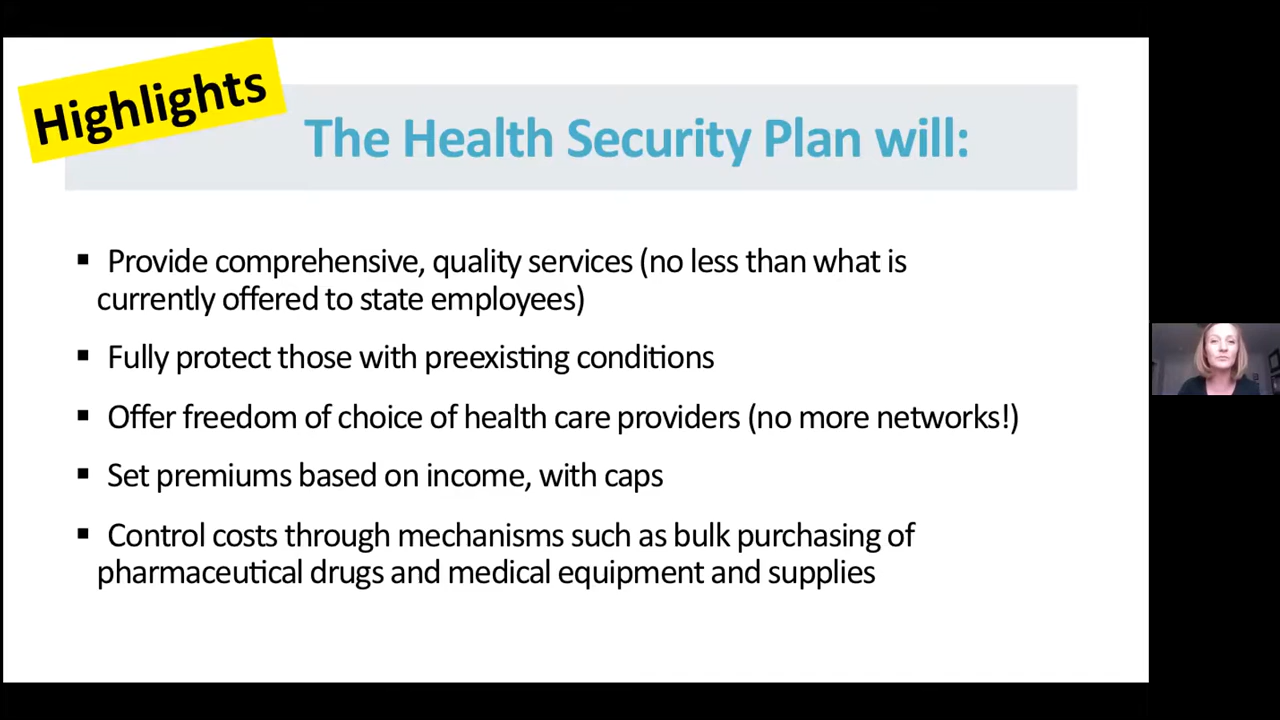 Highlights
The Health Security Plan will:
▪ Provide comprehensive, quality services (no less than what is
currently offered to state employees)
▪ Fully protect those with preexisting conditions
▪ Offer freedom of choice of health care providers (no more networks!)
▪ Set premiums based on income, with caps
▪ Control costs through mechanisms such as bulk purchasing of
pharmaceutical drugs and medical equipment and supplies